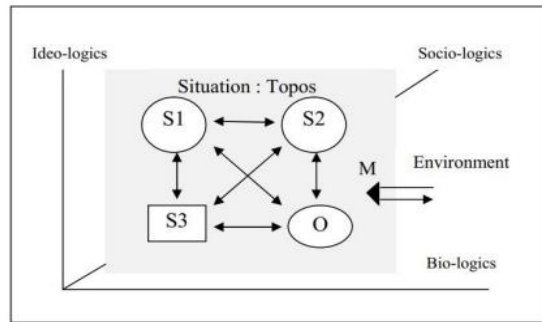 Ideo-logics
Socio-logics
Situation : Topos
S1
S2
M
Environment
S3
O
Bio-logics